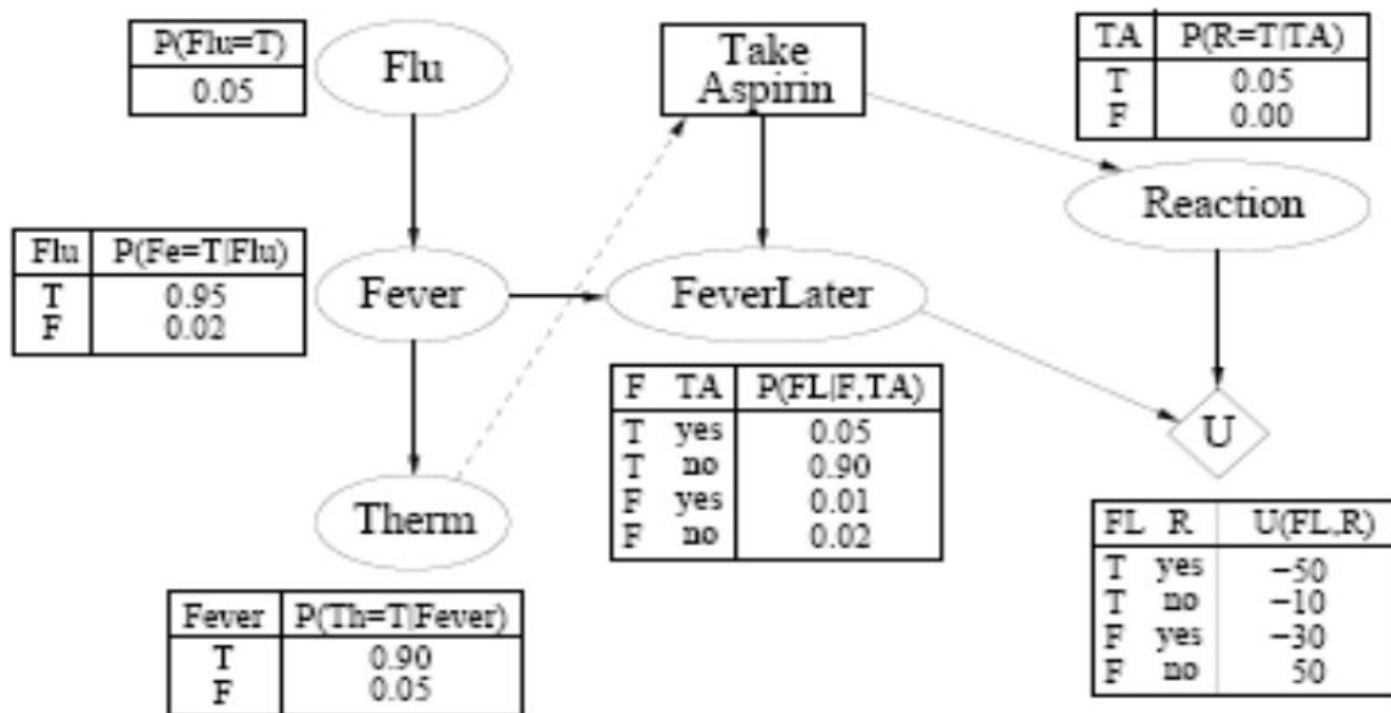 P(Flu=T)
0.05
Flu
Take
Aspirin
TA P(R=T|TA)
T 0.05
F 0.00
Reaction
Flu P(Fe=T|Flu)
T 0.95
F 0.02
Fever
FeverLater
F TA P(FL|F,TA)
T yes 0.05
T no 0.90
F yes 0.01
F no 0.02
U
Therm
FL R U(FL,R)
T yes −50
T no −10
F yes −30
F no 50
Fever P(Th=T|Fever)
T 0.90
F 0.05